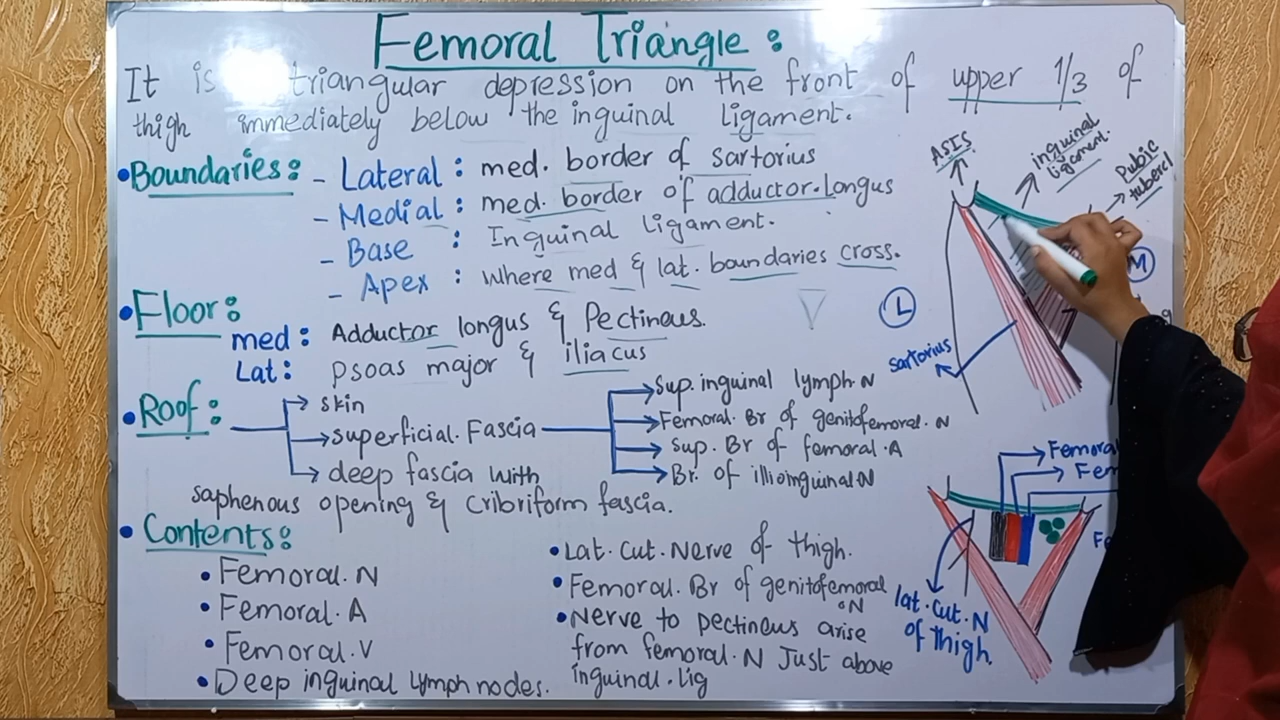 Femoral Triangle:
It is triangular depression on the front of upper 1/3 of
thigh immediately below the inguinal ligament.
• Boundaries: - Lateral: med. border of sartorius
- Medial: med. border of adductor.longus
- Base: Inguinal Ligament.
- Apex: where med & lat. boundaries cross.
• Floor:
med: Adductor longus & Pectineus.
Lat: psoas major & iliacus
• Roof:
skin
superficial. Fascia
deep fascia with
saphenous opening & Cribriform fascia.
Sup. inguinal lymph.N
Femoral. Br of genitofemoral. N
Sup. Br of femoral. A
Br. of illioinguinal.N
• Contents:
• Femoral. N
• Femoral. A
• Femoral. V
• Deep inguinal Lymph nodes.
• Lat. Cut. Nerve of thigh.
• Femoral. Br of genitofemoral
.N
• Nerve to pectineus arise
from femoral. N Just above
inguinal. lig
ASIS
inguinal
ligament.
Pubic
tubercl
L
M
sartorius
Femora
Fem
Fe
lat. cut. N
of thigh.